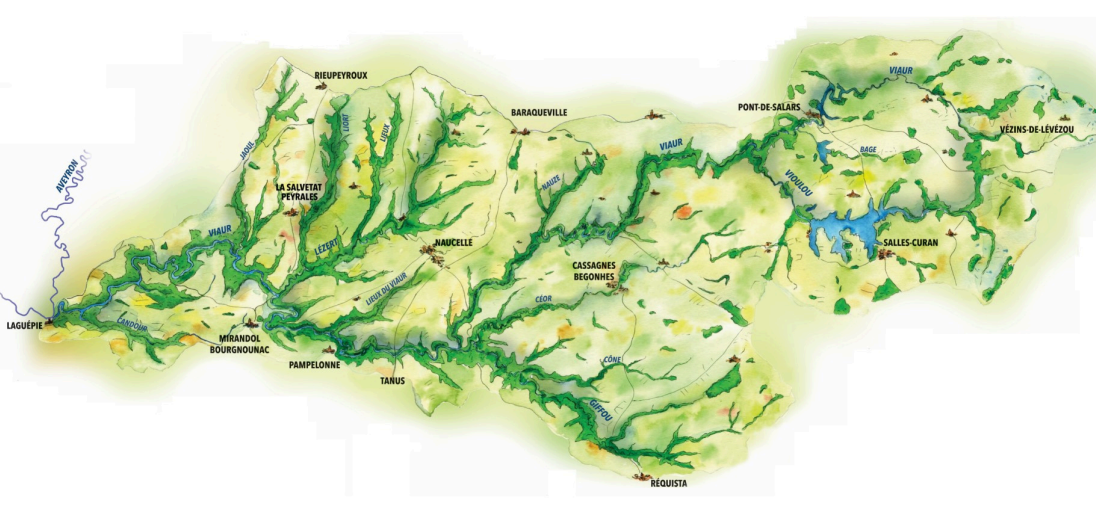 RIEUPEYROUX
VIAUR
BARAQUEVILLE
PONT-DE-SALARS
VÉZINS-DE-LÉVÉZOU
LIORT
LIEUX
JAOUL
VIAUR
BAGE
AVEYRON
NAUZE
VIOULOU
LA SALVETAT
PEYRALES
VIAUR
LÉZERT
NAUCELLE
SALLES-CURAN
CASSAGNES
BEGONHES
LIEUX DU VIAUR
CÉOR
LAGUÉPIE
CANDOUR
MIRANDOL
BOURGNOUNAC
PAMPELONNE
CÔNE
TANUS
GIFFOU
RÉQUISTA